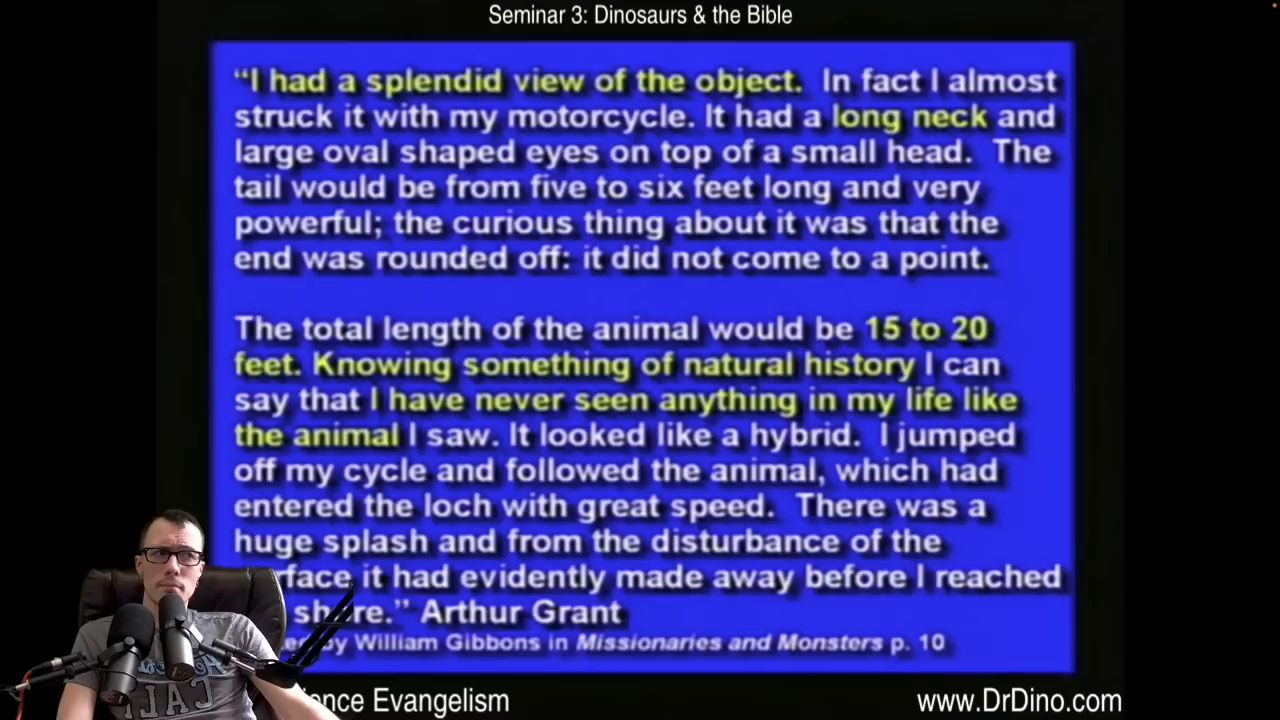 Seminar 3: Dinosaurs & the Bible
“I had a splendid view of the object. In fact I almost
struck it with my motorcycle. It had a long neck and
large oval shaped eyes on top of a small head. The
tail would be from five to six feet long and very
powerful; the curious thing about it was that the
end was rounded off: it did not come to a point.
The total length of the animal would be 15 to 20
feet. Knowing something of natural history I can
say that I have never seen anything in my life like
the animal I saw. It looked like a hybrid. I jumped
off my cycle and followed the animal, which had
entered the loch with great speed. There was a
huge splash and from the disturbance of the
it had evidently made away before I reached
shore.” Arthur Grant
by William Gibbons in Missionaries and Monsters p. 10
Evangelism
www.DrDino.com